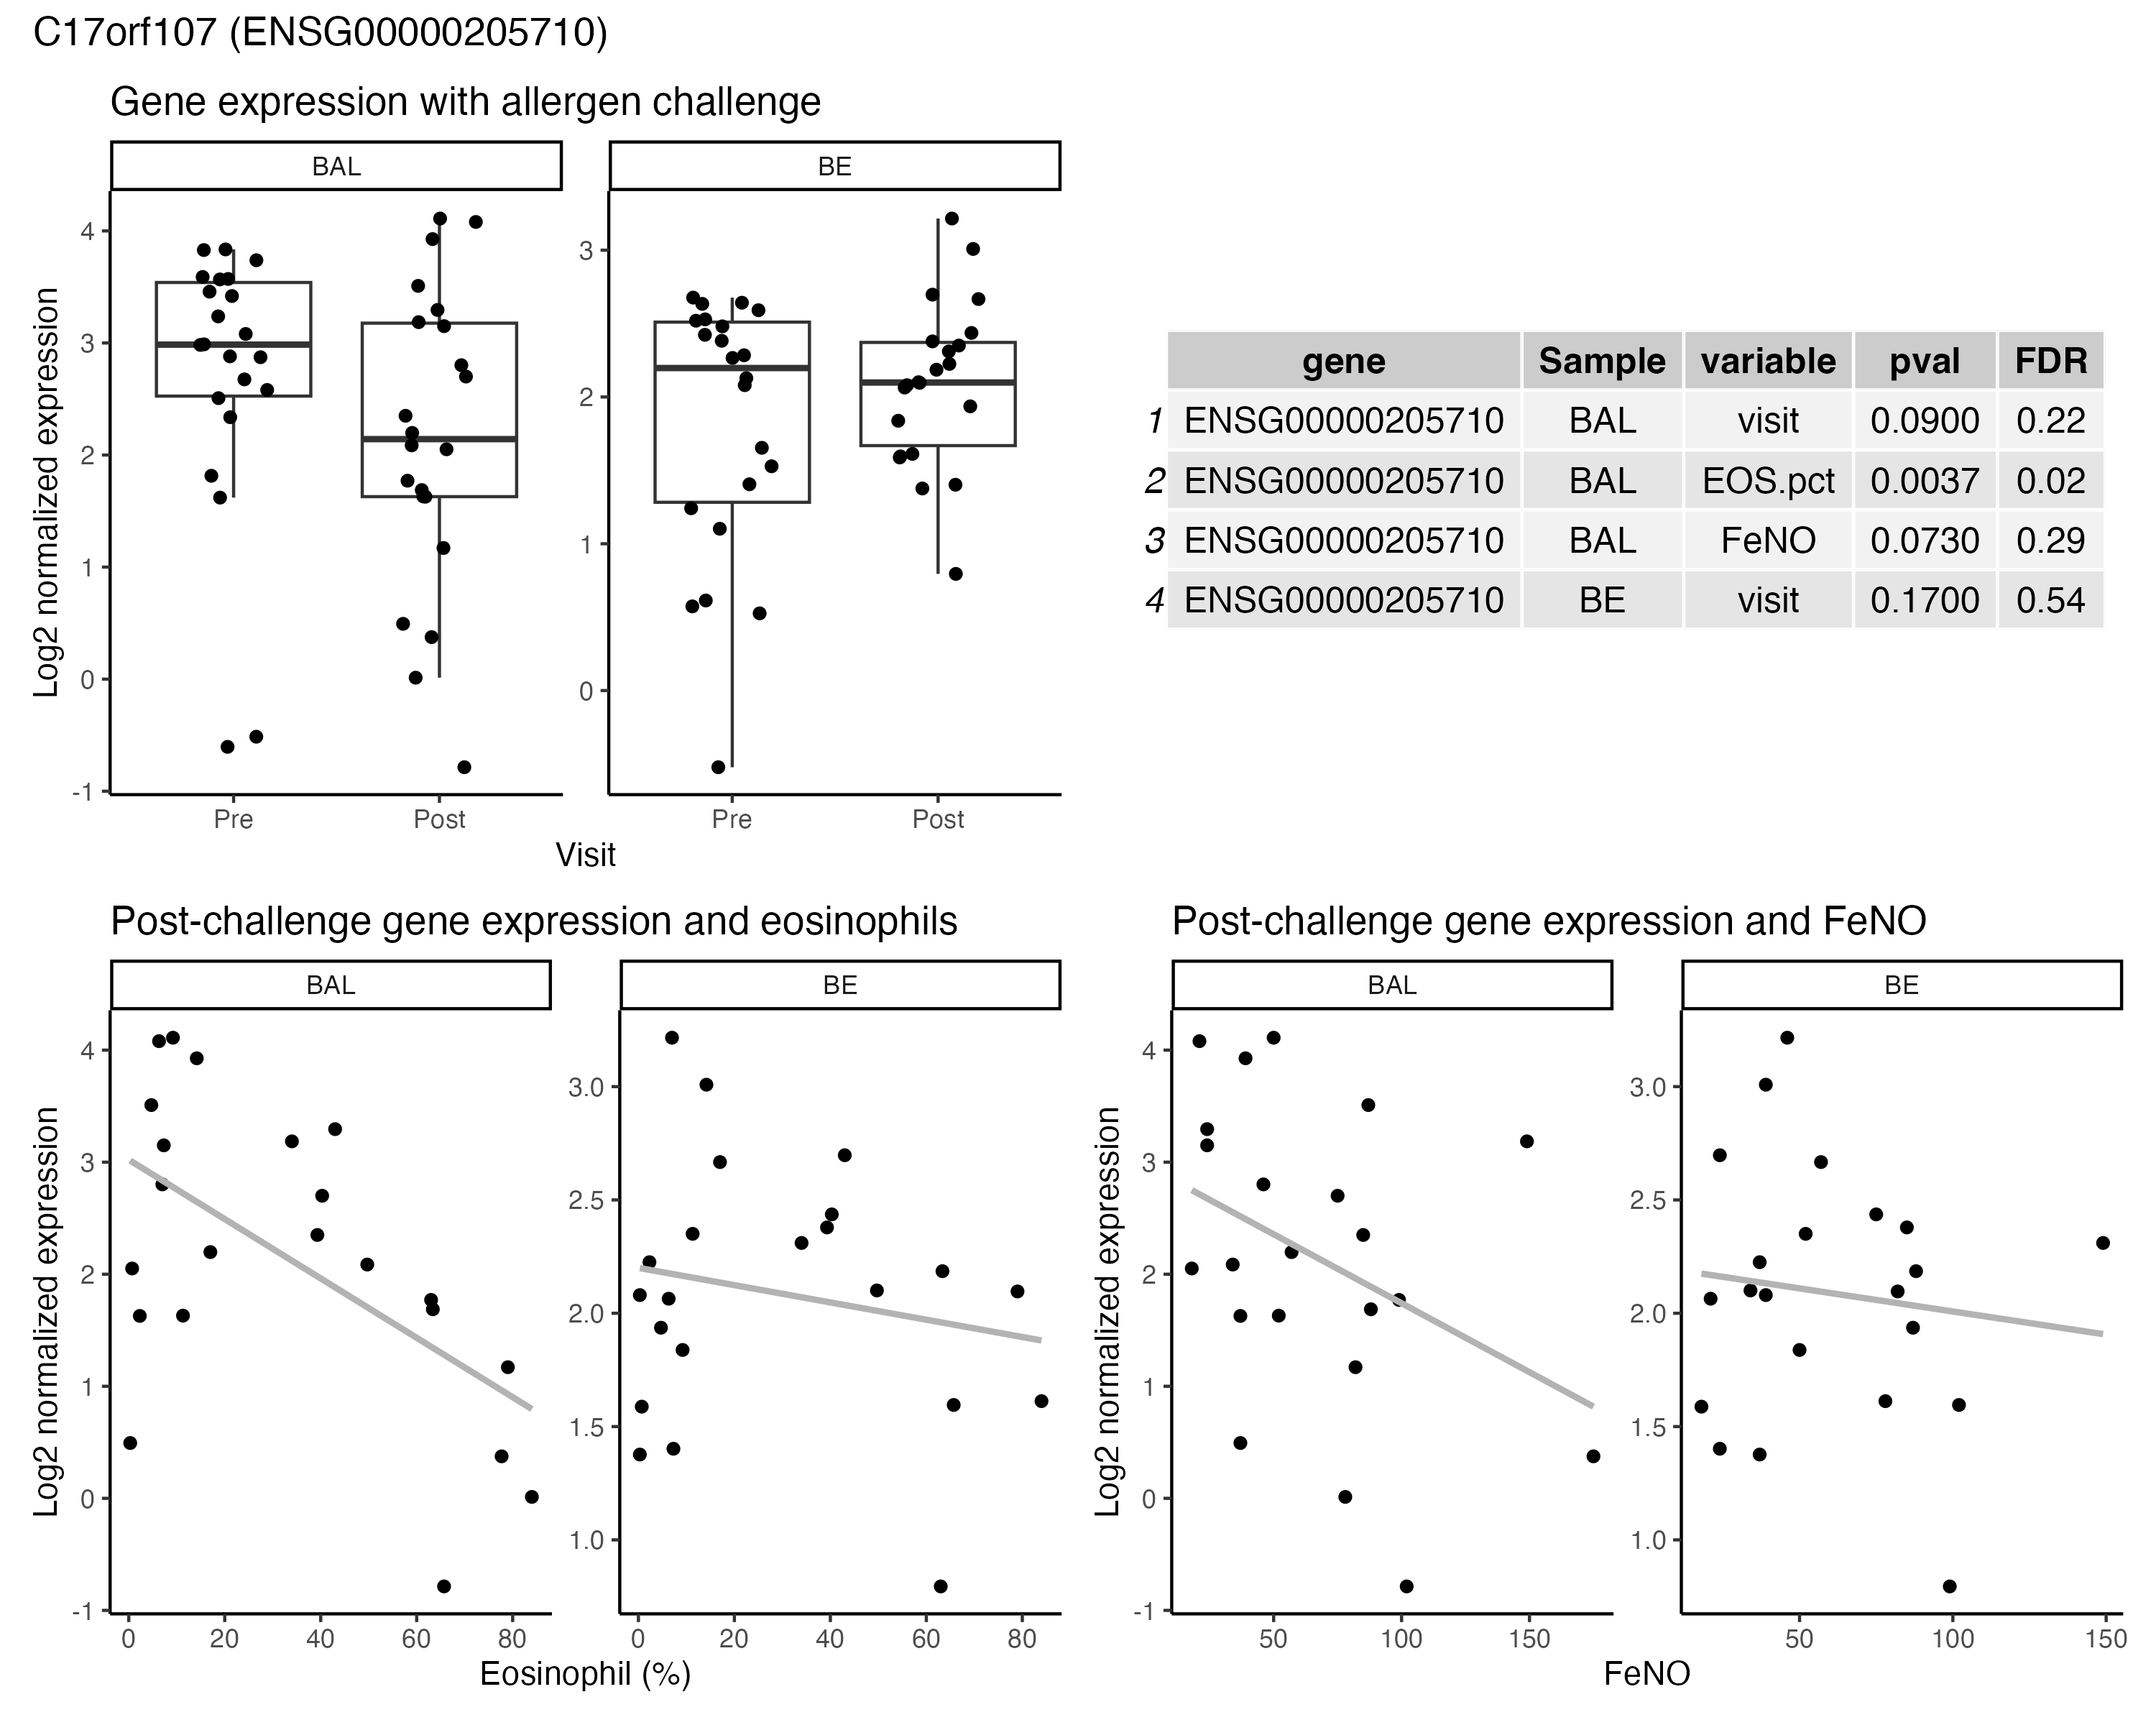 C17orf107 (ENSG00000205710)
Gene expression with allergen challenge
BAL
BE
Log2 normalized expression
4
3
2
1
0
-1
3
2
1
0
Pre
Post
Pre
Post
Visit
gene Sample variable pval FDR
1 ENSG00000205710 BAL visit 0.0900 0.22
2 ENSG00000205710 BAL EOS.pct 0.0037 0.02
3 ENSG00000205710 BAL FeNO 0.0730 0.29
4 ENSG00000205710 BE visit 0.1700 0.54
Post-challenge gene expression and eosinophils
BAL
BE
Log2 normalized expression
4
3
2
1
0
-1
3.0
2.5
2.0
1.5
1.0
0 20 40 60 80
0 20 40 60 80
Eosinophil (%)
Post-challenge gene expression and FeNO
BAL
BE
Log2 normalized expression
4
3
2
1
0
-1
3.0
2.5
2.0
1.5
1.0
50 100 150
50 100 150
FeNO